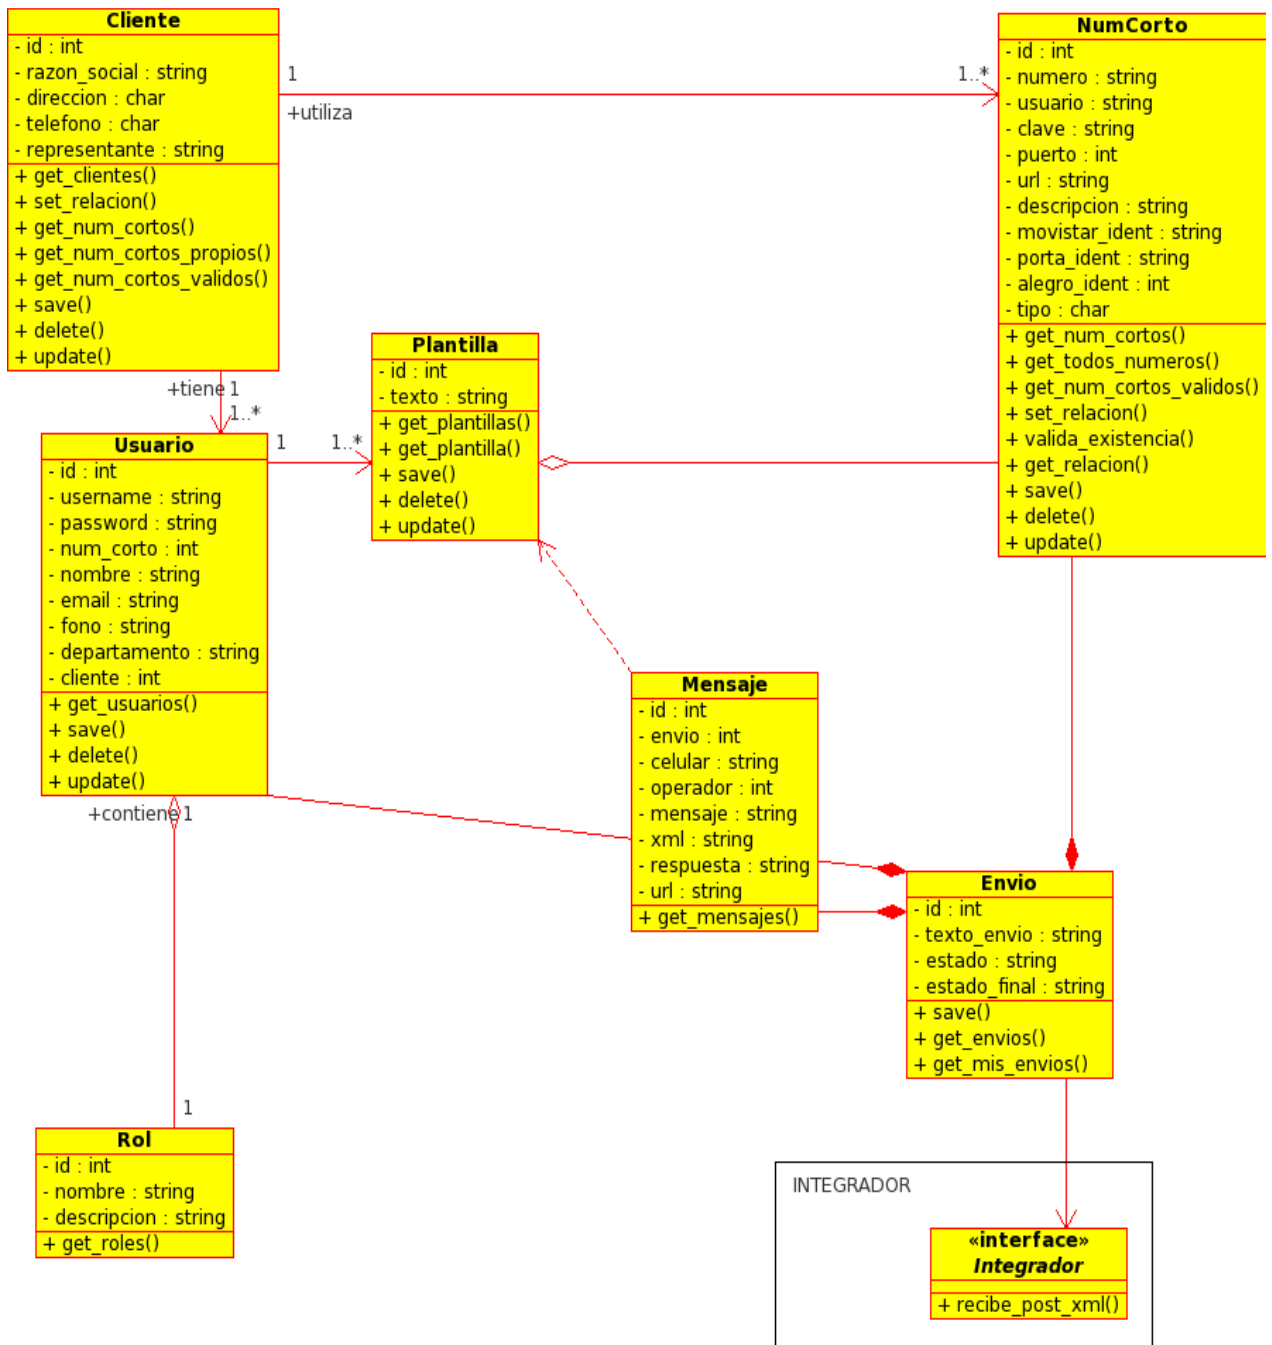 Cliente
- id : int
- razon_social : string
- direccion : char
- telefono : char
- representante : string
+ get_clientes()
+ set_relacion()
+ get_num_cortos()
+ get_num_cortos_propios()
+ get_num_cortos_validos()
+ save()
+ delete()
+ update()
1
+utiliza
1..*
NumCorto
- id : int
- numero : string
- usuario : string
- clave : string
- puerto : int
- url : string
- descripcion : string
- movistar_ident : string
- porta_ident : string
- alegro_ident : int
- tipo : char
+ get_num_cortos()
+ get_todos_numeros()
+ get_num_cortos_validos()
+ set_relacion()
+ valida_existencia()
+ get_relacion()
+ save()
+ delete()
+ update()
+tiene 1
1..*
Plantilla
- id : int
- texto : string
+ get_plantillas()
+ get_plantilla()
+ save()
+ delete()
+ update()
1
1..*
Usuario
- id : int
- username : string
- password : string
- num_corto : int
- nombre : string
- email : string
- fono : string
- departamento : string
- cliente : int
+ get_usuarios()
+ save()
+ delete()
+ update()
+contiene 1
Mensaje
- id : int
- envio : int
- celular : string
- operador : int
- mensaje : string
- xml : string
- respuesta : string
- url : string
+ get_mensajes()
Envio
- id : int
- texto_envio : string
- estado : string
- estado_final : string
+ save()
+ get_envios()
+ get_mis_envios()
1
Rol
- id : int
- nombre : string
- descripcion : string
+ get_roles()
INTEGRADOR
«interface»
Integrador
+ recibe_post_xml()